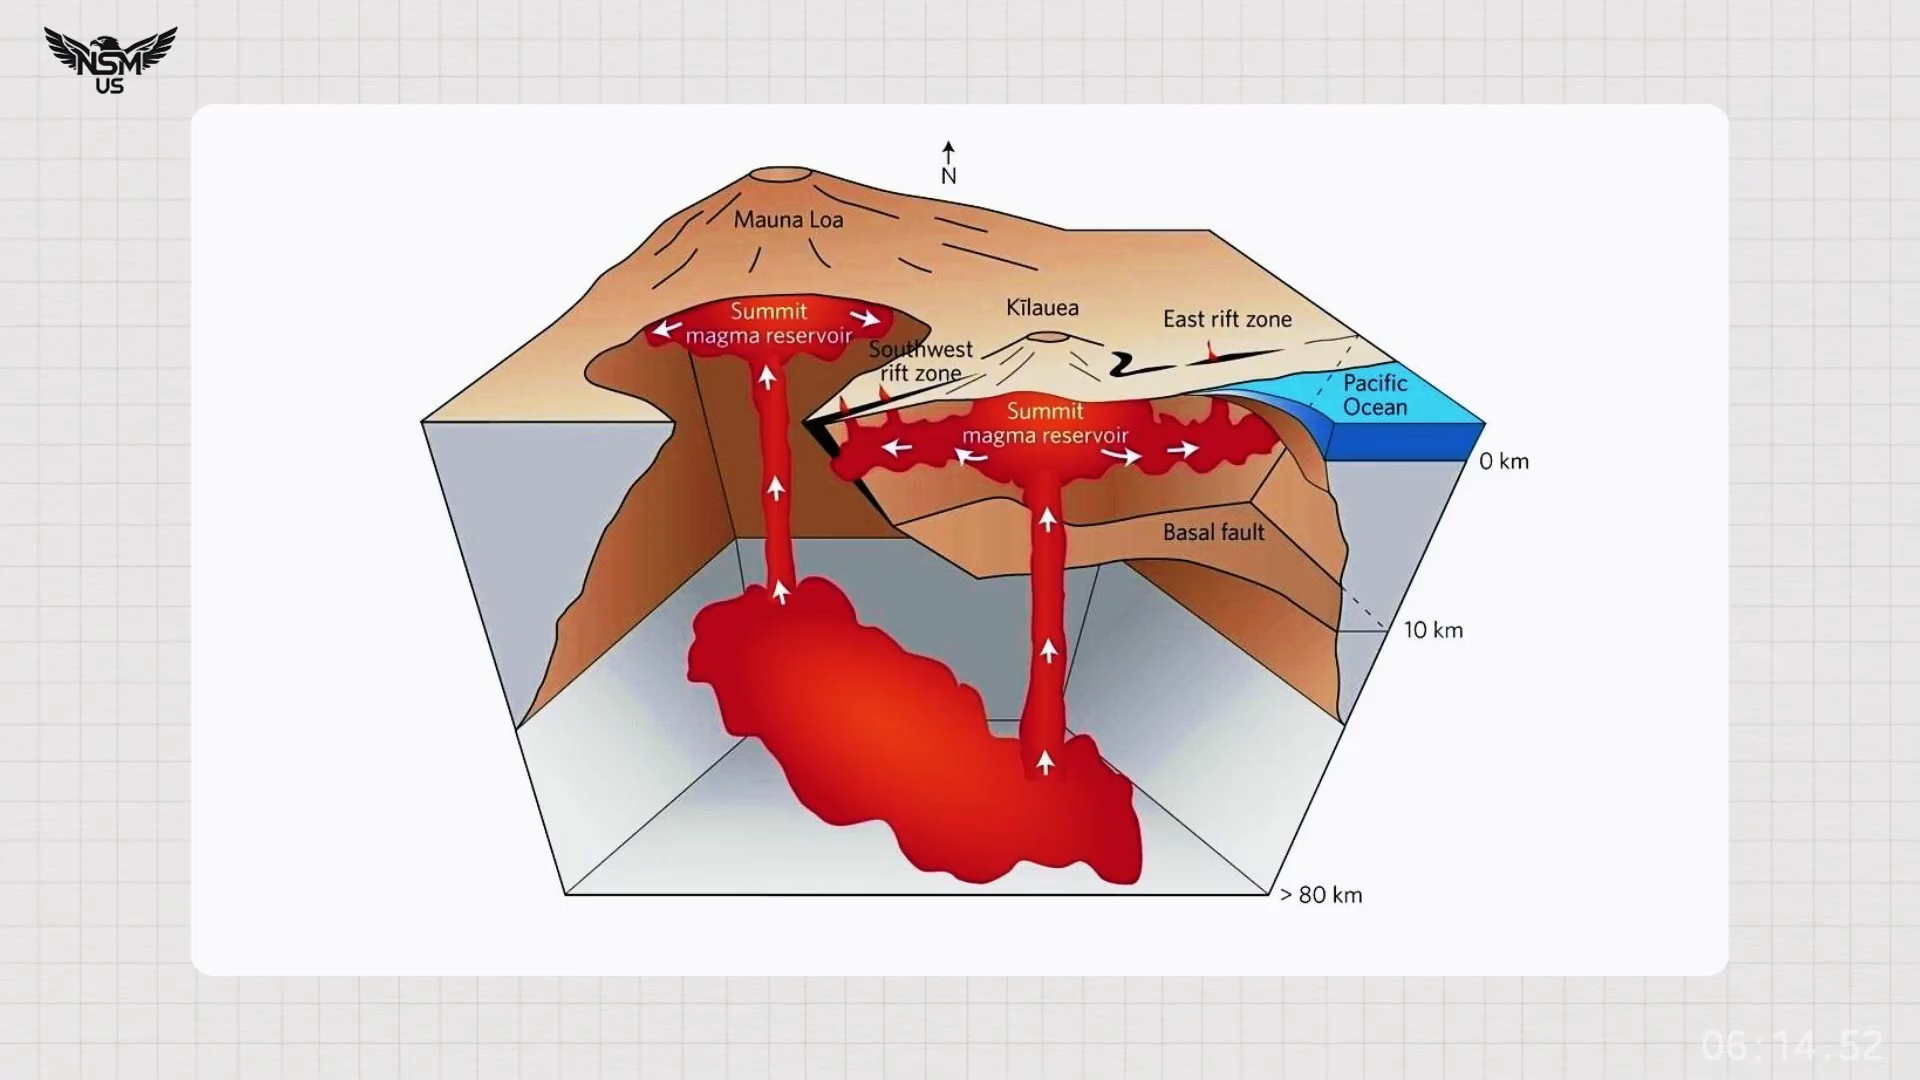 NSM
US
N
Mauna Loa
Summit
magma reservoir
Kīlauea
East rift zone
Southwest
rift zone
Pacific
Ocean
Summit
magma reservoir
0 km
Basal fault
10 km
> 80 km
06:14.52